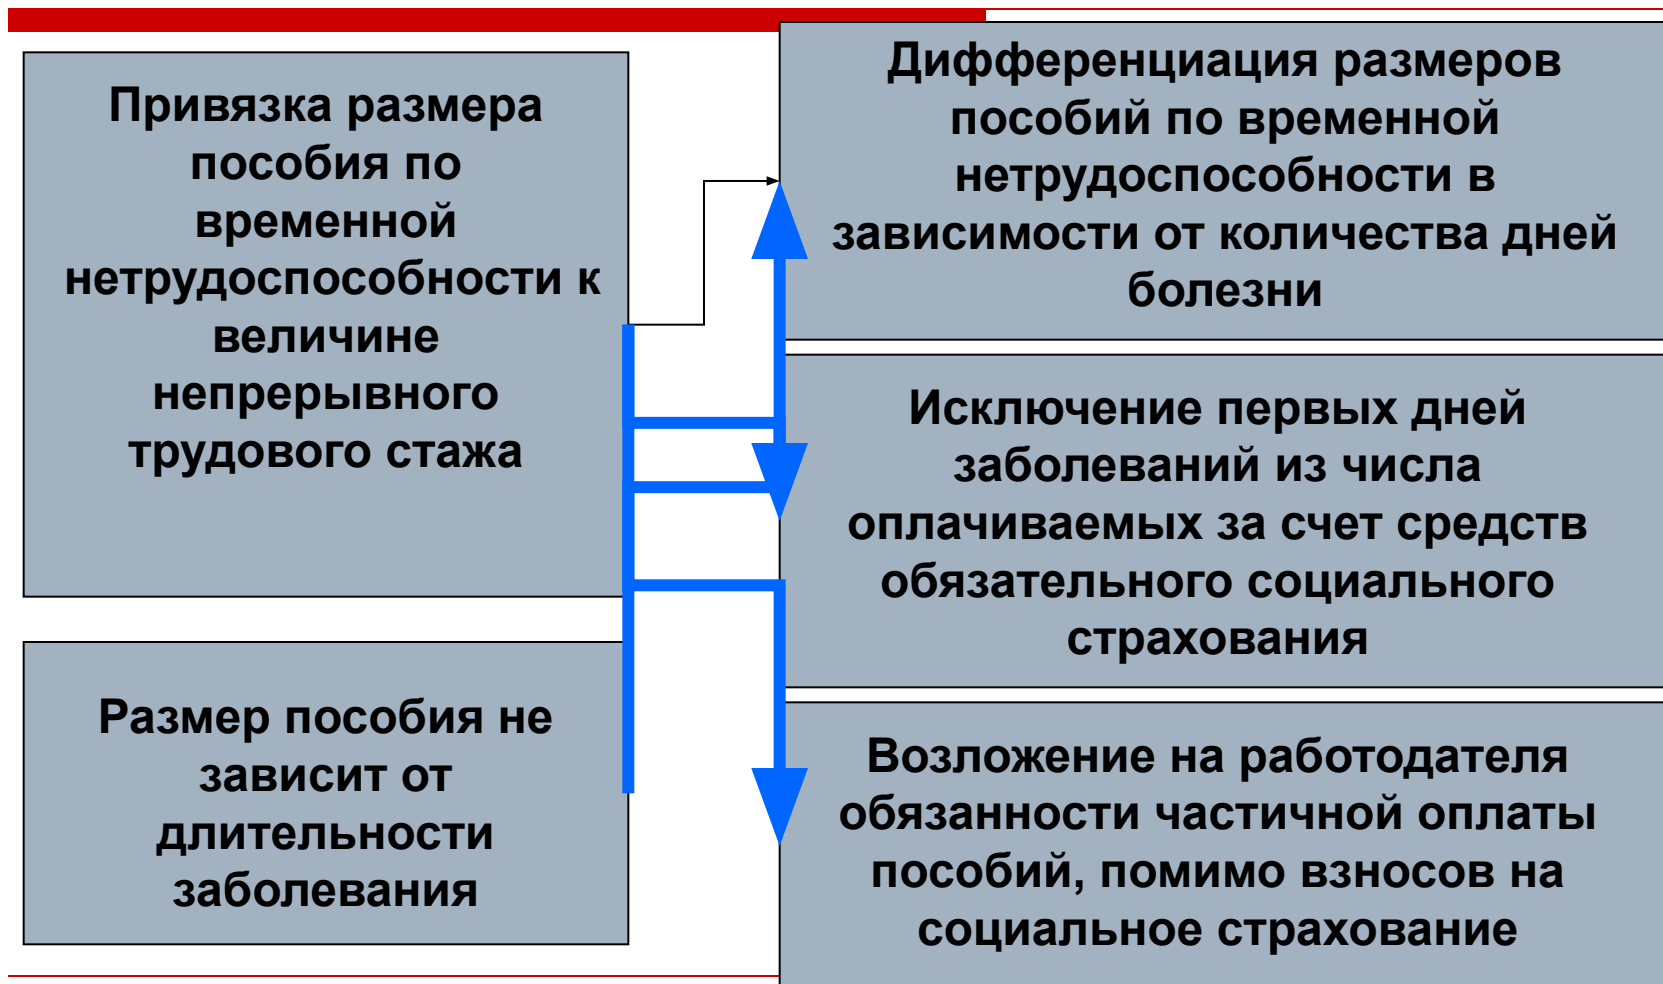 Привязка размера
пособия по
временной
нетрудоспособности к
величине
непрерывного
трудового стажа
Размер пособия не
зависит от
длительности
заболевания
Дифференциация размеров
пособий по временной
нетрудоспособности в
зависимости от количества дней
болезни
Исключение первых дней
заболеваний из числа
оплачиваемых за счет средств
обязательного социального
страхования
Возложение на работодателя
обязанности частичной оплаты
пособий, помимо взносов на
социальное страхование